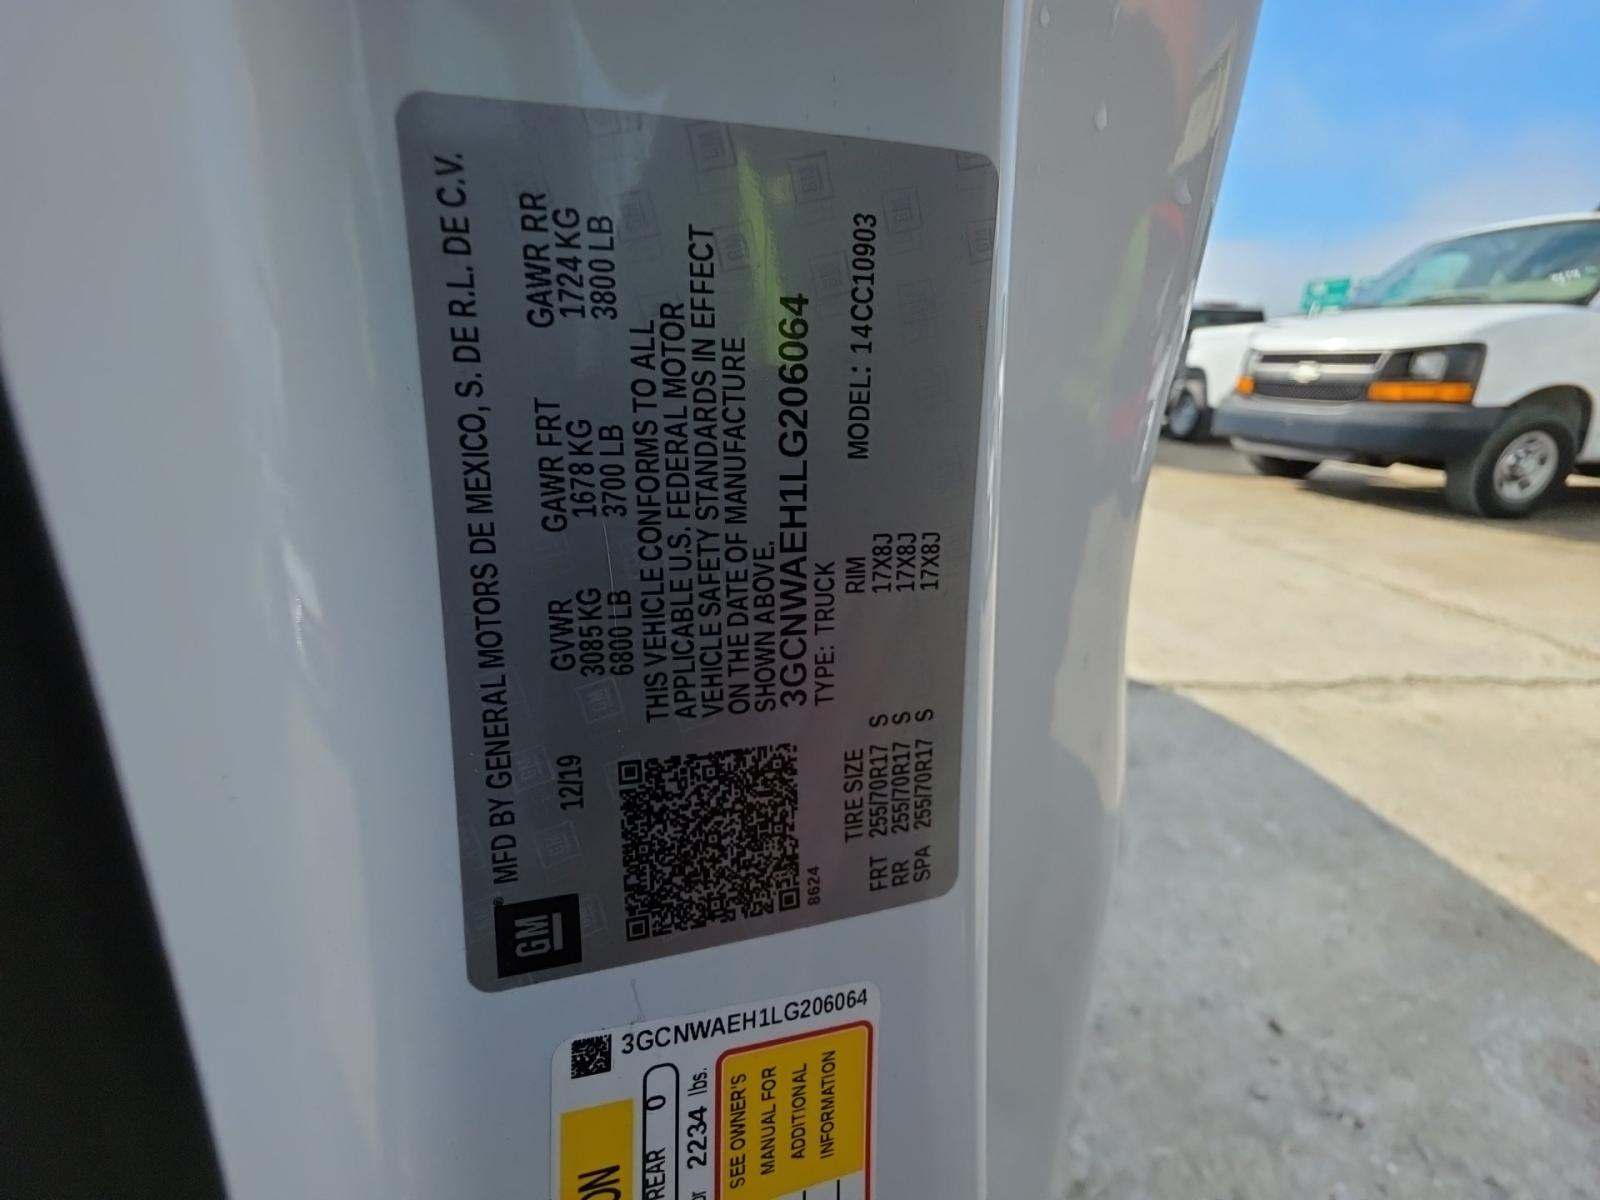 GM
MFD BY GENERAL MOTORS DE MEXICO, S. DE R.L. DE C.V.
12/19 GVWR GAWR FRT GAWR RR
3085 KG 1678 KG 1724 KG
6800 LB 3700 LB 3800 LB
THIS VEHICLE CONFORMS TO ALL
APPLICABLE U.S. FEDERAL MOTOR
VEHICLE SAFETY STANDARDS IN EFFECT
ON THE DATE OF MANUFACTURE
SHOWN ABOVE.
3GCNWAEH1LG206064
TYPE: TRUCK MODEL: 14CC10903
8624
TIRE SIZE RIM
FRT 255/70R17 S 17X8J
RR 255/70R17 S 17X8J
SPA 255/70R17 S 17X8J
3GCNWAEH1LG206064
REAR 0
2234 lbs.
SEE OWNER'S
MANUAL FOR
ADDITIONAL
INFORMATION